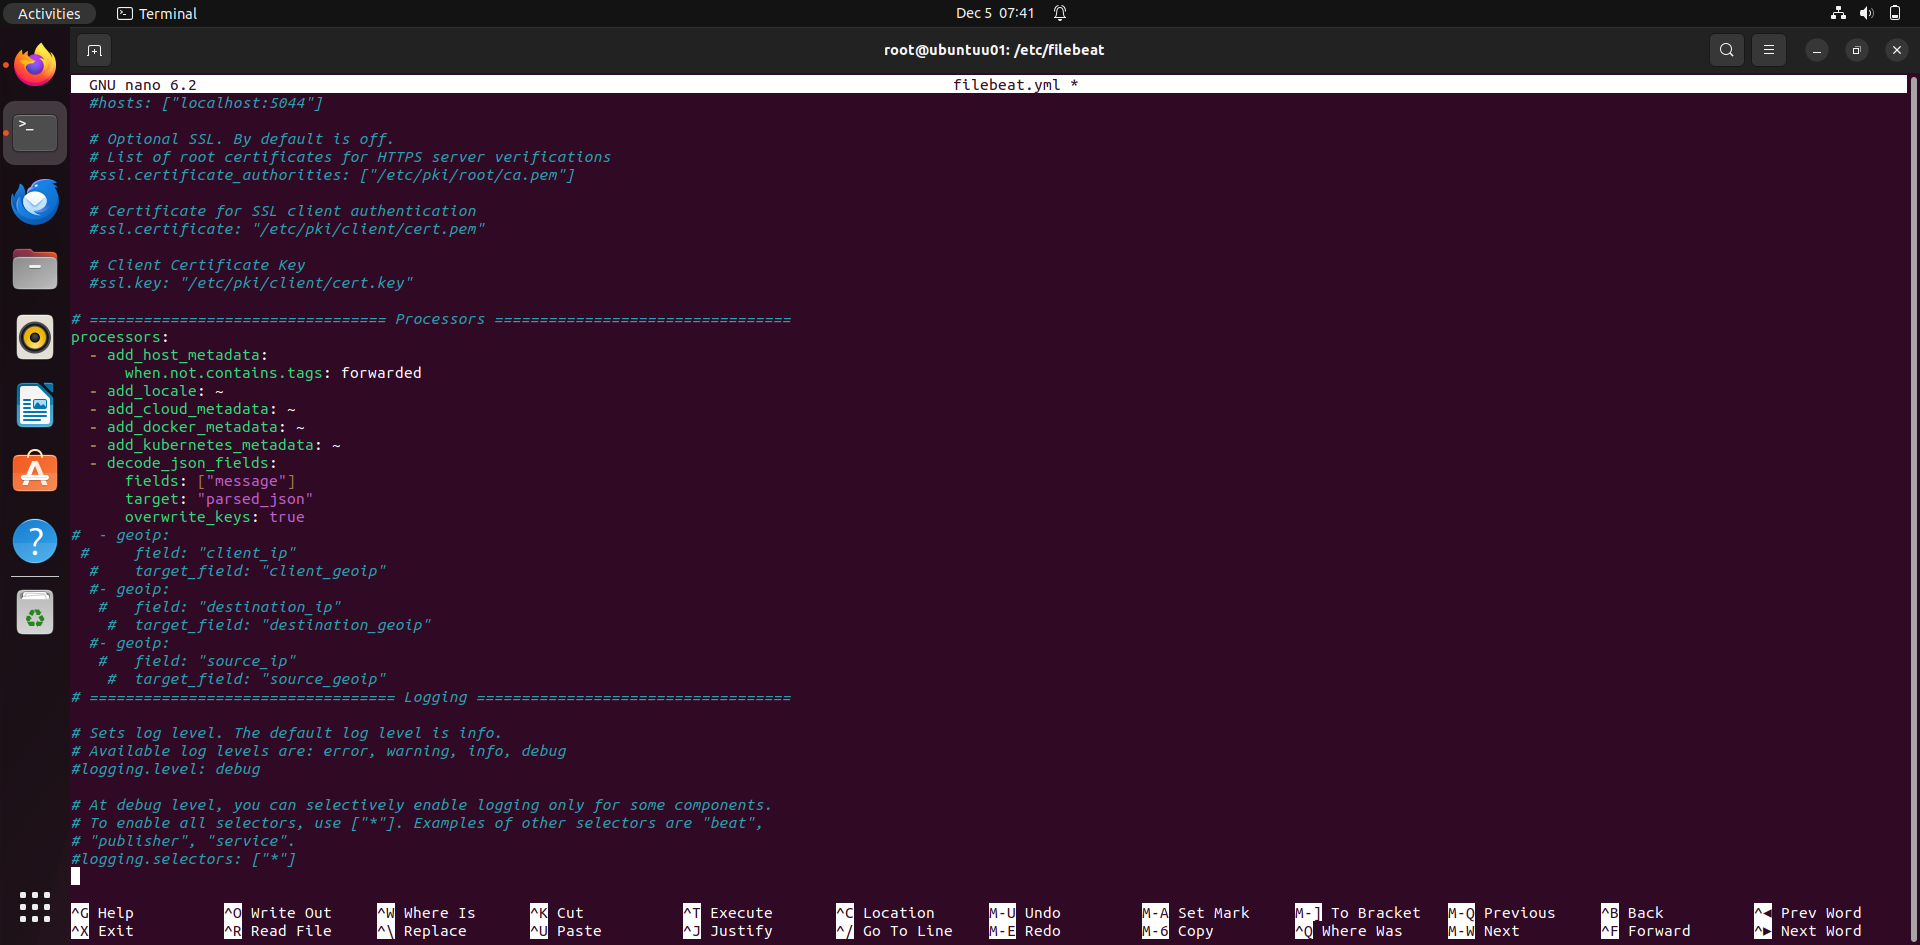 Activities
Terminal
Dec 5 07:41
root@ubuntuu01: /etc/filebeat
GNU nano 6.2 filebeat.yml *
  #hosts: ["localhost:5044"]

  # Optional SSL. By default is off.
  # List of root certificates for HTTPS server verifications
  #ssl.certificate_authorities: ["/etc/pki/root/ca.pem"]

  # Certificate for SSL client authentication
  #ssl.certificate: "/etc/pki/client/cert.pem"

  # Client Certificate Key
  #ssl.key: "/etc/pki/client/cert.key"

# ================================= Processors =================================
processors:
  - add_host_metadata:
      when.not.contains.tags: forwarded
  - add_locale: ~
  - add_cloud_metadata: ~
  - add_docker_metadata: ~
  - add_kubernetes_metadata: ~
  - decode_json_fields:
      fields: ["message"]
      target: "parsed_json"
      overwrite_keys: true
#  - geoip:
 #     field: "client_ip"
  #    target_field: "client_geoip"
  #- geoip:
   #   field: "destination_ip"
    #  target_field: "destination_geoip"
  #- geoip:
   #   field: "source_ip"
    #  target_field: "source_geoip"
# ================================== Logging ===================================

# Sets log level. The default log level is info.
# Available log levels are: error, warning, info, debug
#logging.level: debug

# At debug level, you can selectively enable logging only for some components.
# To enable all selectors, use ["*"]. Examples of other selectors are "beat",
# "publisher", "service".
#logging.selectors: ["*"]

^G Help ^O Write Out ^W Where Is ^K Cut ^T Execute ^C Location M-U Undo M-A Set Mark M-] To Bracket M-Q Previous ^B Back ^◄ Prev Word
^X Exit ^R Read File ^\ Replace ^U Paste ^J Justify ^/ Go To Line M-E Redo M-6 Copy ^Q Where Was M-W Next ^F Forward ^► Next Word